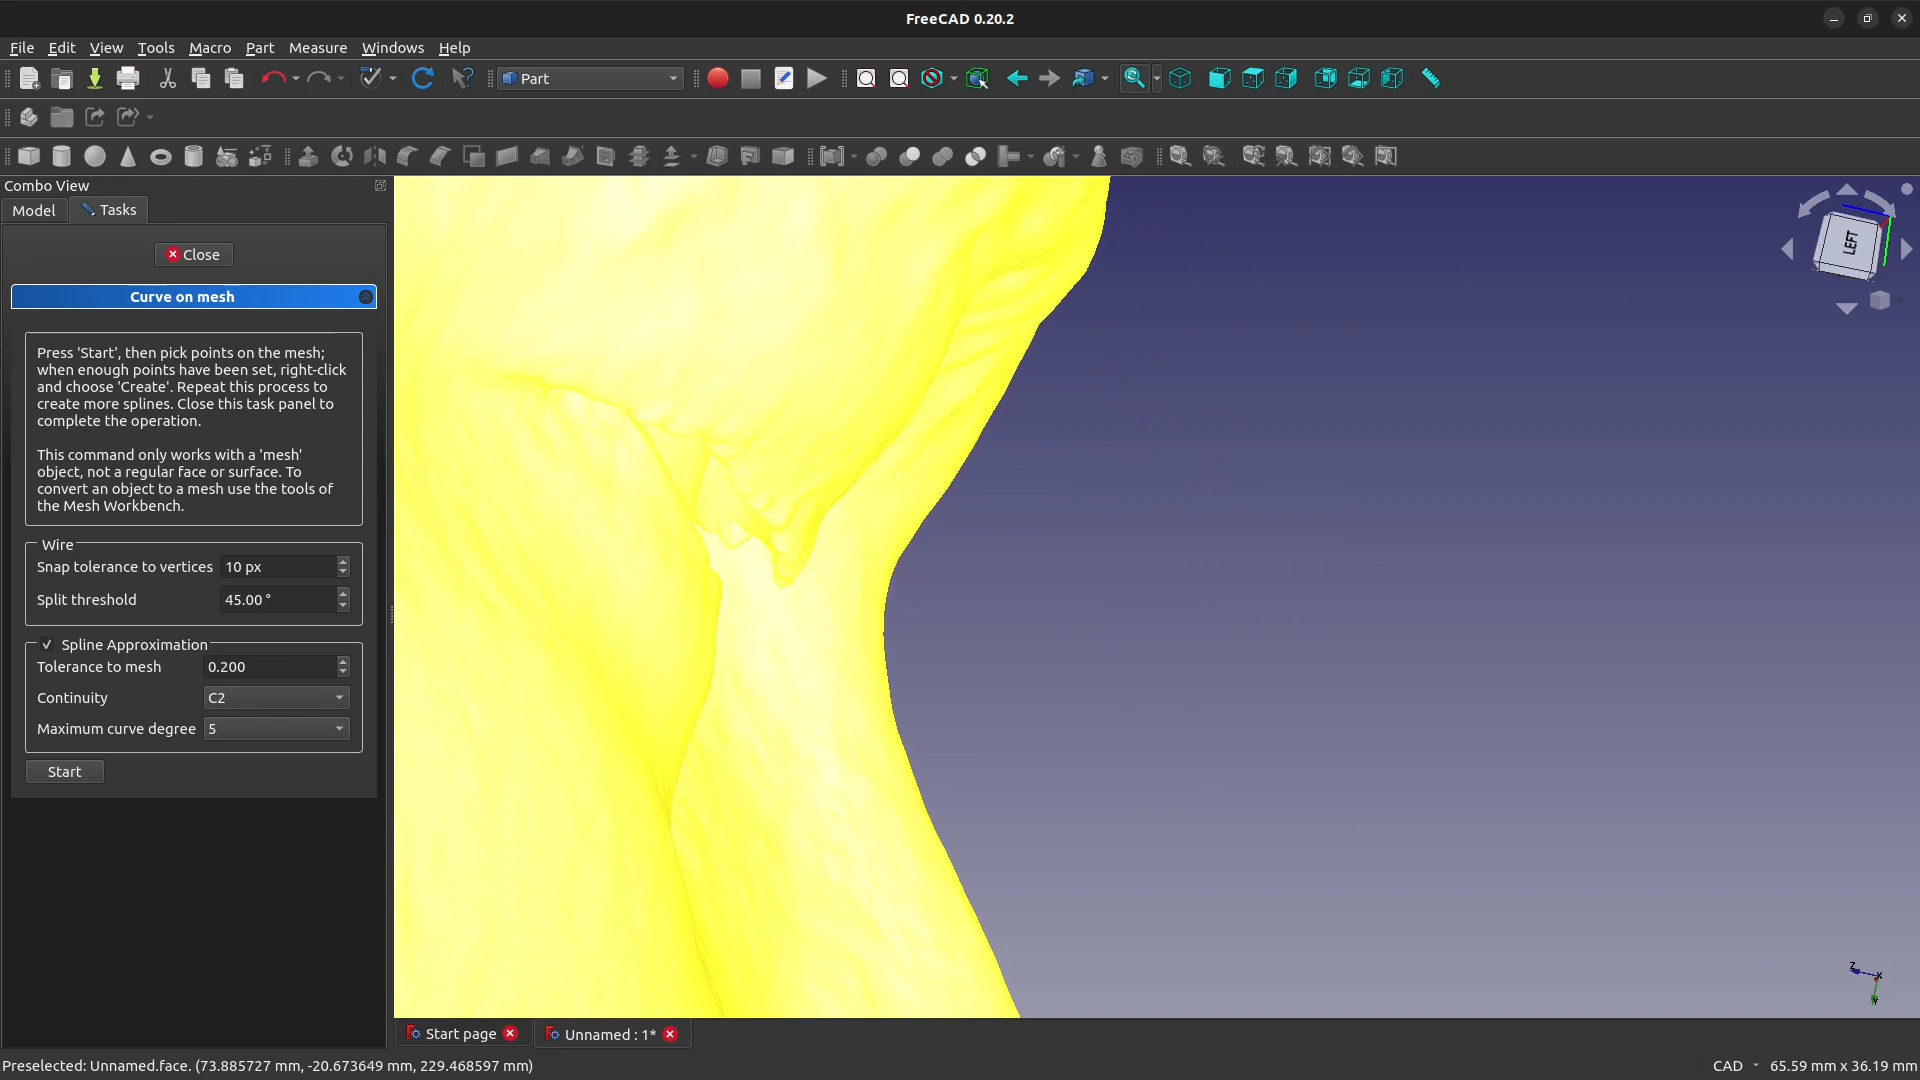 FreeCAD 0.20.2
File Edit View Tools Macro Part Measure Windows Help
Part
Combo View
Model Tasks
Close
Curve on mesh
Press 'Start', then pick points on the mesh;
when enough points have been set, right-click
and choose 'Create'. Repeat this process to
create more splines. Close this task panel to
complete the operation.
This command only works with a 'mesh'
object, not a regular face or surface. To
convert an object to a mesh use the tools of
the Mesh Workbench.
Wire
Snap tolerance to vertices 10 px
Split threshold 45.00 °
Spline Approximation
Tolerance to mesh 0.200
Continuity C2
Maximum curve degree 5
Start
LEFT
Z X
Y
Start page Unnamed : 1*
Preselected: Unnamed.face. (73.885727 mm, -20.673649 mm, 229.468597 mm) CAD 65.59 mm x 36.19 mm